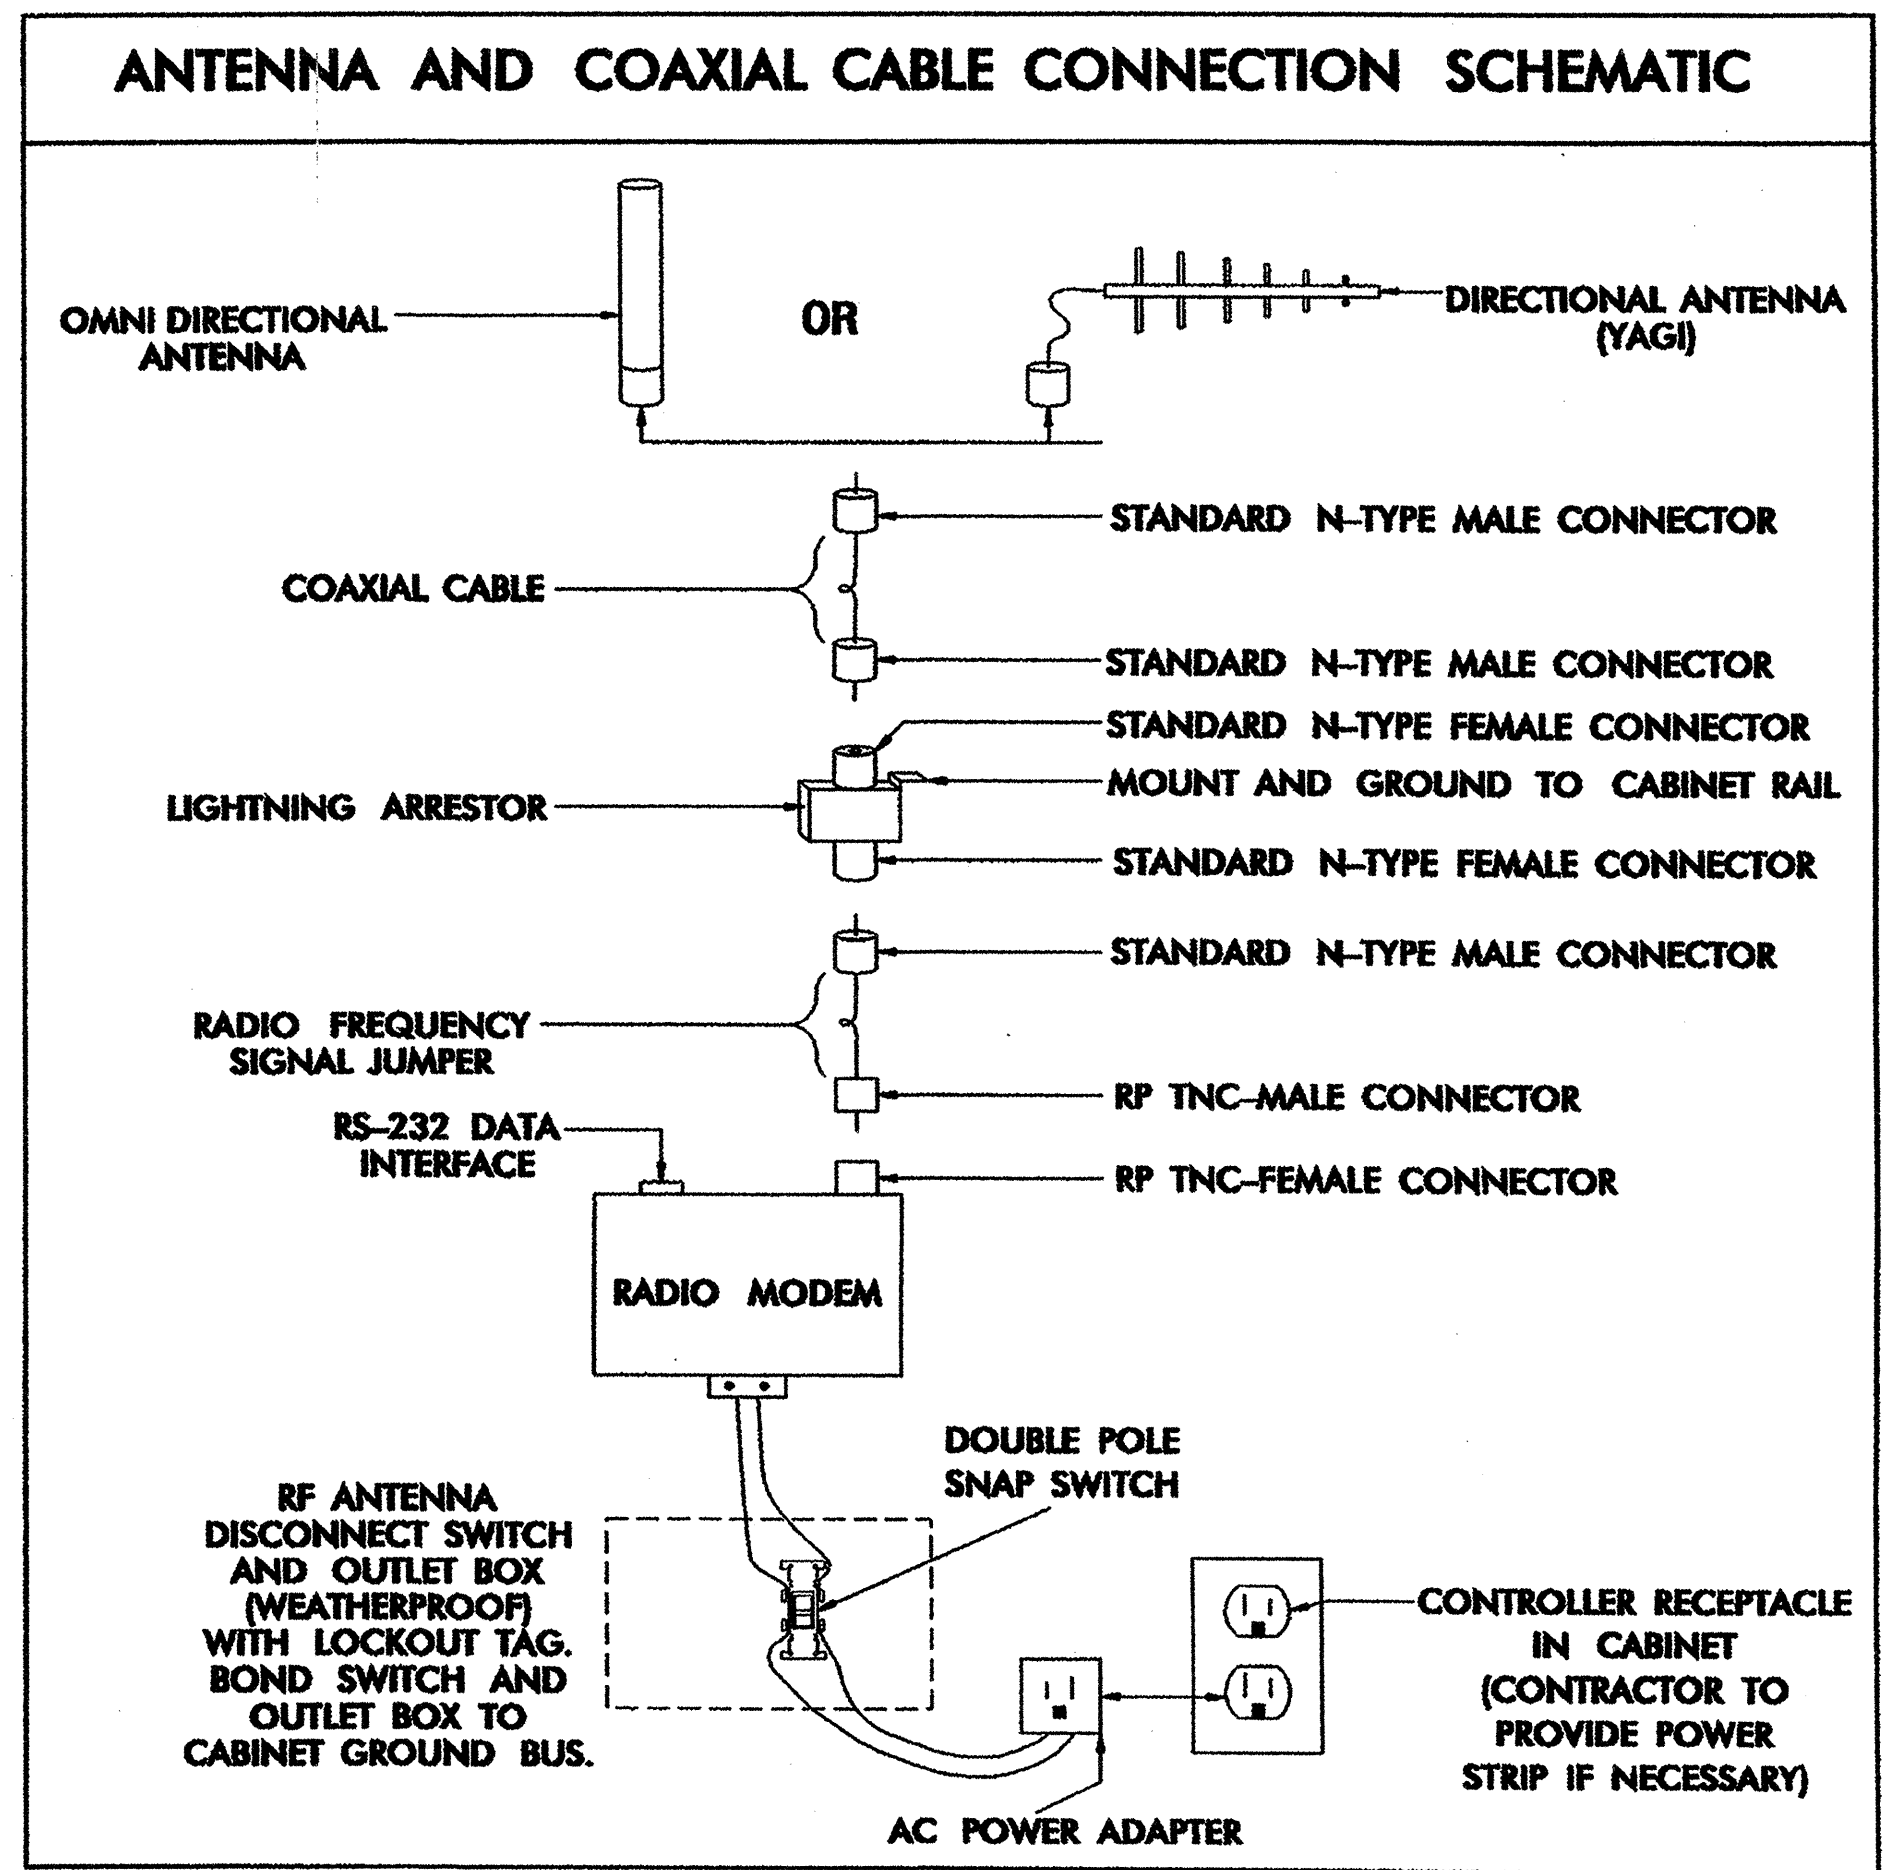 ANTENNA AND COAXIAL CABLE CONNECTION SCHEMATIC
OMNI DIRECTIONAL
ANTENNA
OR
DIRECTIONAL ANTENNA
(YAGI)
STANDARD N-TYPE MALE CONNECTOR
COAXIAL CABLE
STANDARD N-TYPE MALE CONNECTOR
STANDARD N-TYPE FEMALE CONNECTOR
MOUNT AND GROUND TO CABINET RAIL
LIGHTNING ARRESTOR
STANDARD N-TYPE FEMALE CONNECTOR
STANDARD N-TYPE MALE CONNECTOR
RADIO FREQUENCY
SIGNAL JUMPER
RP TNC-MALE CONNECTOR
RS-232 DATA
INTERFACE
RP TNC-FEMALE CONNECTOR
RADIO MODEM
DOUBLE POLE
SNAP SWITCH
RF ANTENNA
DISCONNECT SWITCH
AND OUTLET BOX
(WEATHERPROOF)
WITH LOCKOUT TAG.
BOND SWITCH AND
OUTLET BOX TO
CABINET GROUND BUS.
CONTROLLER RECEPTACLE
IN CABINET
(CONTRACTOR TO
PROVIDE POWER
STRIP IF NECESSARY)
AC POWER ADAPTER